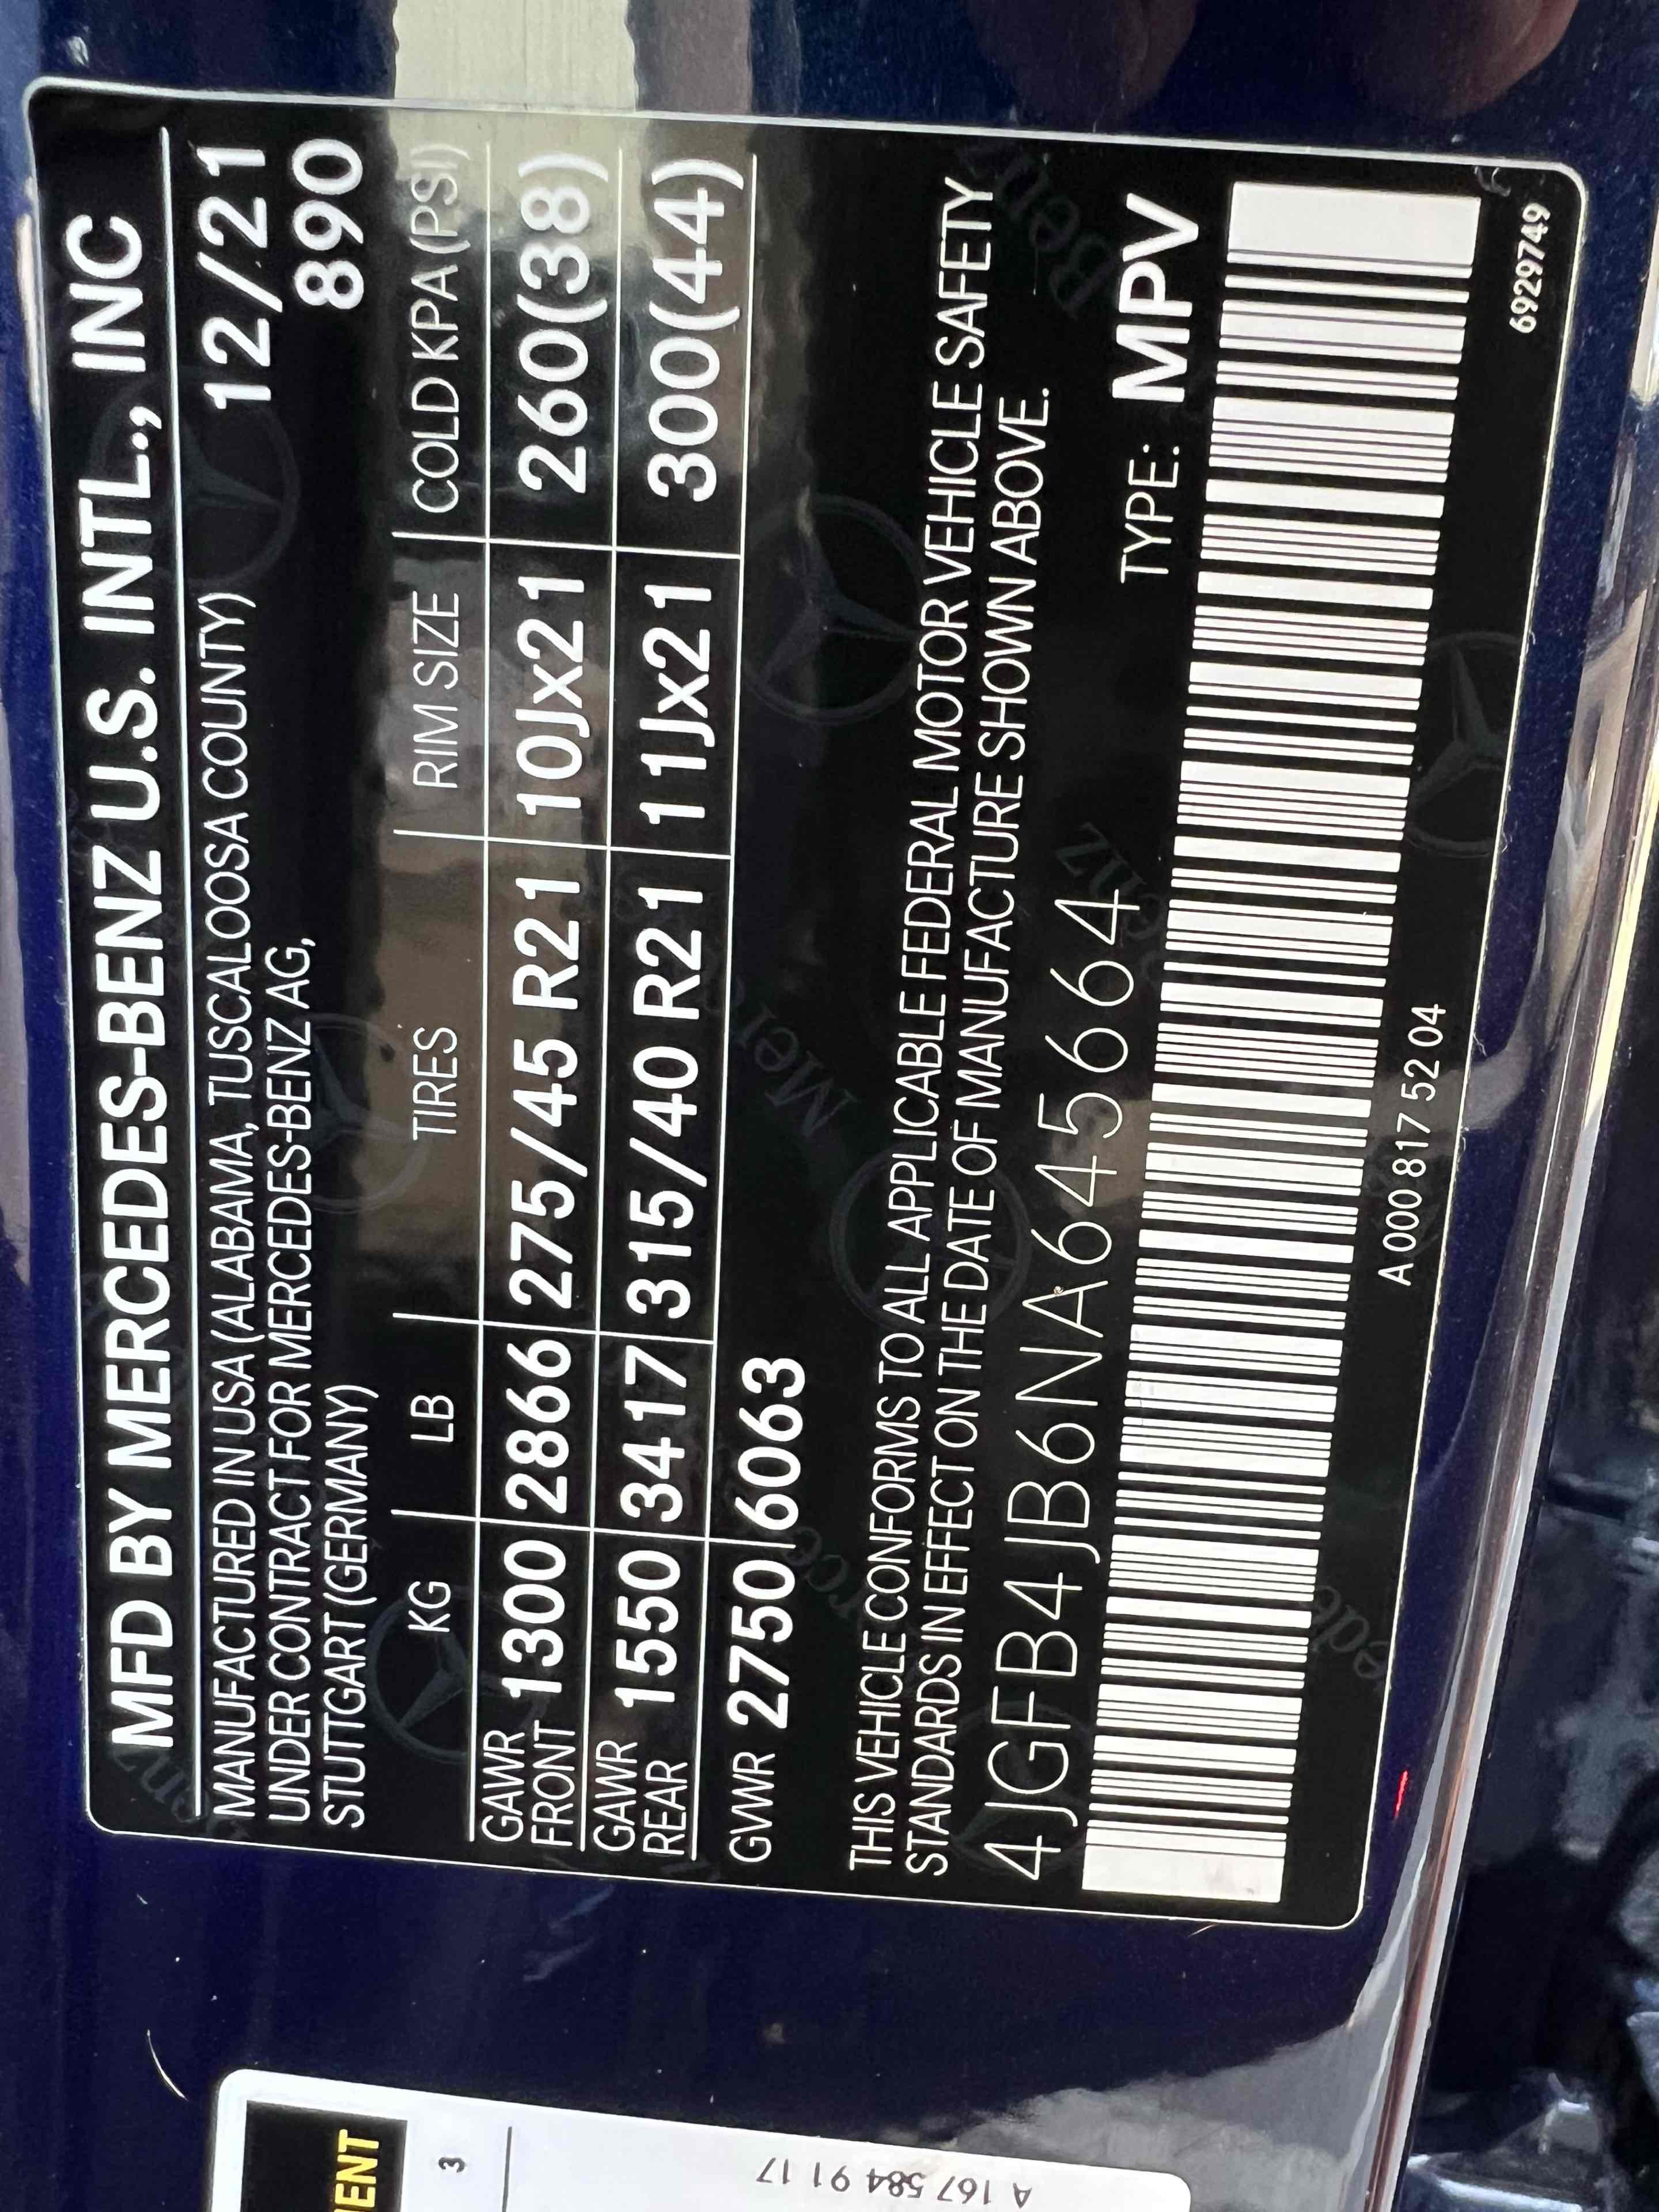 MFD BY MERCEDES-BENZ U.S. INTL., INC
MANUFACTURED IN USA (ALABAMA, TUSCALOOSA COUNTY) 12/21
UNDER CONTRACT FOR MERCEDES-BENZ AG, 890
STUTTGART (GERMANY)
KG LB TIRES RIM SIZE COLD KPA (PSI)
GAWR FRONT 1300 2866 275/45 R21 10Jx21 260(38)
GAWR REAR 1550 3417 315/40 R21 11Jx21 300(44)
GVWR 2750 6063
THIS VEHICLE CONFORMS TO ALL APPLICABLE FEDERAL MOTOR VEHICLE SAFETY
STANDARDS IN EFFECT ON THE DATE OF MANUFACTURE SHOWN ABOVE.
4JGFB4JB6NA645664 TYPE: MPV
A 000 817 52 04
6929749
ENT
3
A 167 584 91 17